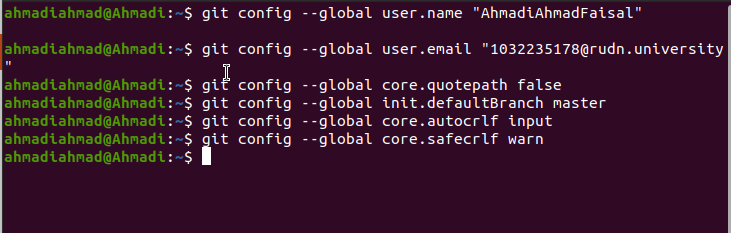 ahmadiahmad@Ahmadi:~$ git config --global user.name "AhmadiAhmadFaisal"
ahmadiahmad@Ahmadi:~$ git config --global user.email "1032235178@rudn.university
"
ahmadiahmad@Ahmadi:~$ git config --global core.quotepath false
ahmadiahmad@Ahmadi:~$ git config --global init.defaultBranch master
ahmadiahmad@Ahmadi:~$ git config --global core.autocrlf input
ahmadiahmad@Ahmadi:~$ git config --global core.safecrlf warn
ahmadiahmad@Ahmadi:~$